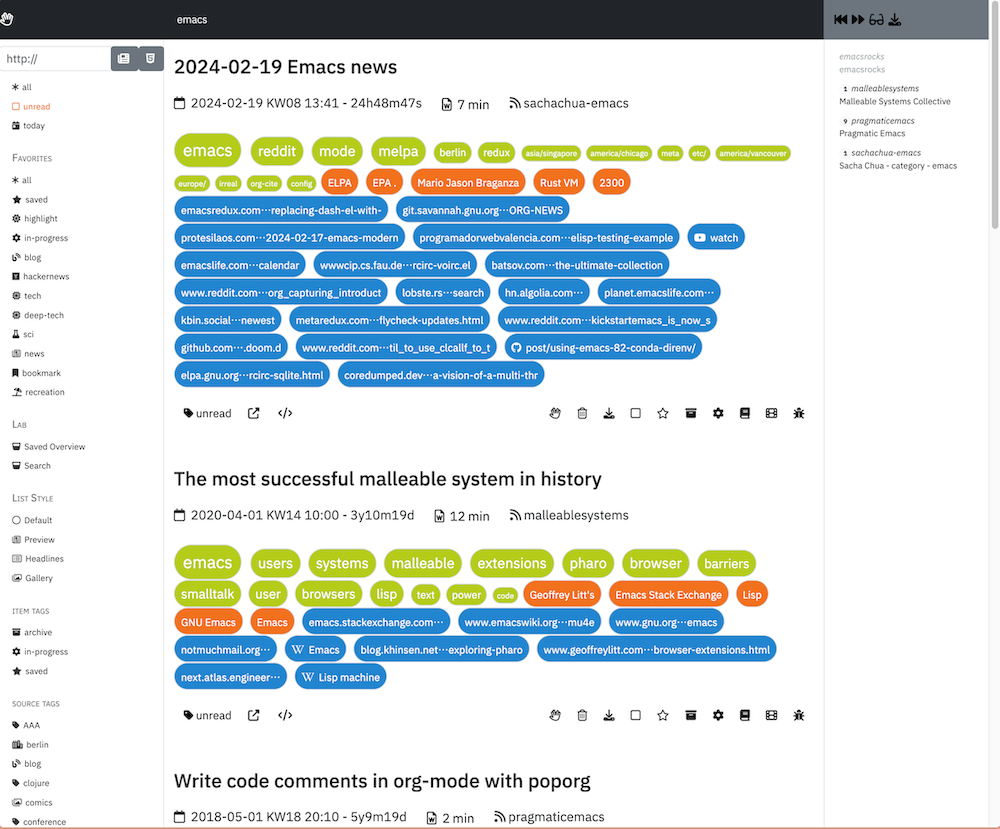 emacs
http://
all
unread
today
Favorites
all
saved
highlight
in-progress
blog
hackernews
tech
deep-tech
sci
news
bookmark
recreation
Lab
Saved Overview
Search
List Style
Default
Preview
Headlines
Gallery
ITEM TAGS
archive
in-progress
saved
SOURCE TAGS
AAA
berlin
blog
clojure
comics
conference
2024-02-19 Emacs news
2024-02-19 KW08 13:41 - 24h48m47s 7 min sachachua-emacs
emacs reddit mode melpa berlin redux asia/singapore america/chicago meta etc/ america/vancouver
europe/ irreal org-cite config ELPA EPA . Mario Jason Braganza Rust VM 2300
emacsredux.com···replacing-dash-el-with- git.savannah.gnu.org···ORG-NEWS
protesilaos.com···2024-02-17-emacs-modern programadorwebvalencia.com···elisp-testing-example watch
emacslife.com···calendar wwwcip.cs.fau.de···rcirc-voirc.el batsov.com···the-ultimate-collection
www.reddit.com···org_capturing_introduct lobste.rs···search hn.algolia.com··· planet.emacslife.com···
kbin.social···newest metaredux.com···flycheck-updates.html www.reddit.com···kickstartemacs_is_now_s
github.com···.doom.d www.reddit.com···til_to_use_clcallf_to_t post/using-emacs-82-conda-direnv/
elpa.gnu.org···rcirc-sqlite.html coredumped.dev···a-vision-of-a-multi-thr
unread
The most successful malleable system in history
2020-04-01 KW14 10:00 - 3y10m19d 12 min malleablesystems
emacs users systems malleable extensions pharo browser barriers
smalltalk user browsers lisp text power code Geoffrey Litt's Emacs Stack Exchange Lisp
GNU Emacs Emacs emacs.stackexchange.com··· www.emacswiki.org···mu4e www.gnu.org···emacs
notmuchmail.org··· Emacs blog.khinsen.net···exploring-pharo www.geoffreylitt.com···browser-extensions.html
next.atlas.engineer··· Lisp machine
unread
Write code comments in org-mode with poporg
2018-05-01 KW18 20:10 - 5y9m19d 2 min pragmaticemacs
emacsrocks
emacsrocks
1 malleablesystems
Malleable Systems Collective
9 pragmaticemacs
Pragmatic Emacs
1 sachachua-emacs
Sacha Chua - category - emacs